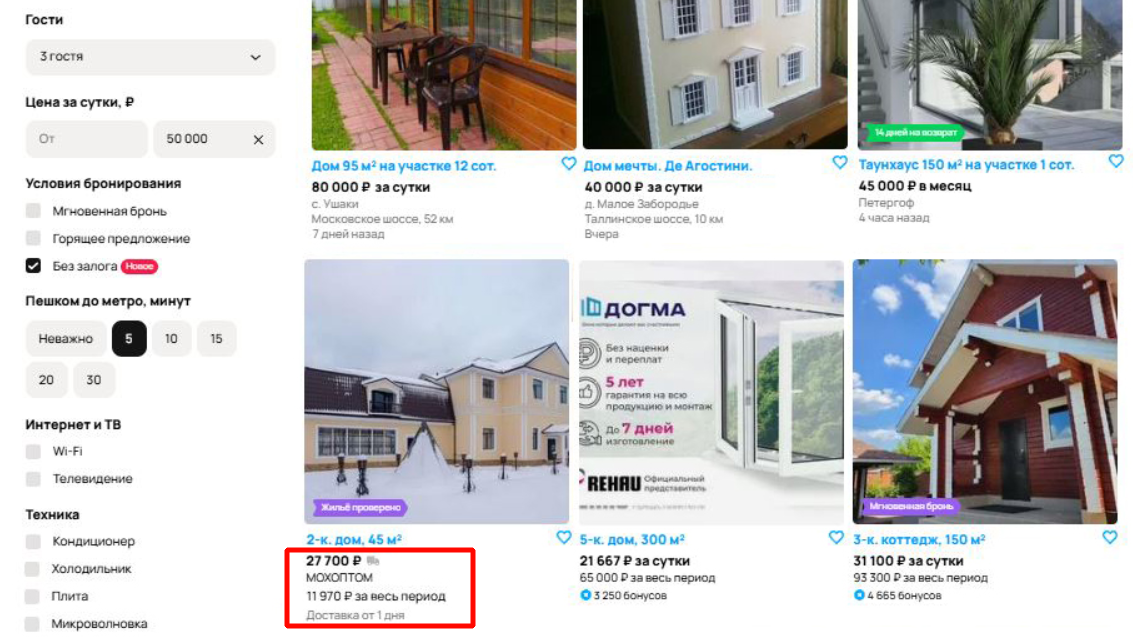 Гости
3 гостя
Цена за сутки, ₽
От
50 000
Условия бронирования
Мгновенная бронь
Горящее предложение
Без залога Новое
Пешком до метро, минут
Неважно
5
10
15
20
30
Интернет и ТВ
Wi-Fi
Телевидение
Техника
Кондиционер
Холодильник
Плита
Микроволновка
Дом 95 м² на участке 12 сот.
80 000 ₽ за сутки
с. Ушаки
Московское шоссе, 52 км
7 дней назад
Дом мечты. Де Агостини.
40 000 ₽ за сутки
д. Малое Забородье
Таллинское шоссе, 10 км
Вчера
14 дней на возврат
Таунхаус 150 м² на участке 1 сот.
45 000 ₽ в месяц
Петергоф
4 часа назад
Жильё проверено
2-к. дом, 45 м²
27 700 ₽
МОХОПТОМ
11 970 ₽ за весь период
Доставка от 1 дня
ДОГМА
Без наценки
и переплат
5 лет
гарантия на всю
продукцию и монтаж
До 7 дней
изготовление
REHAU
Официальный
представитель
5-к. дом, 300 м²
21 667 ₽ за сутки
65 000 ₽ за весь период
3 250 бонусов
Мгновенная бронь
3-к. коттедж, 150 м²
31 100 ₽ за сутки
93 300 ₽ за весь период
4 665 бонусов